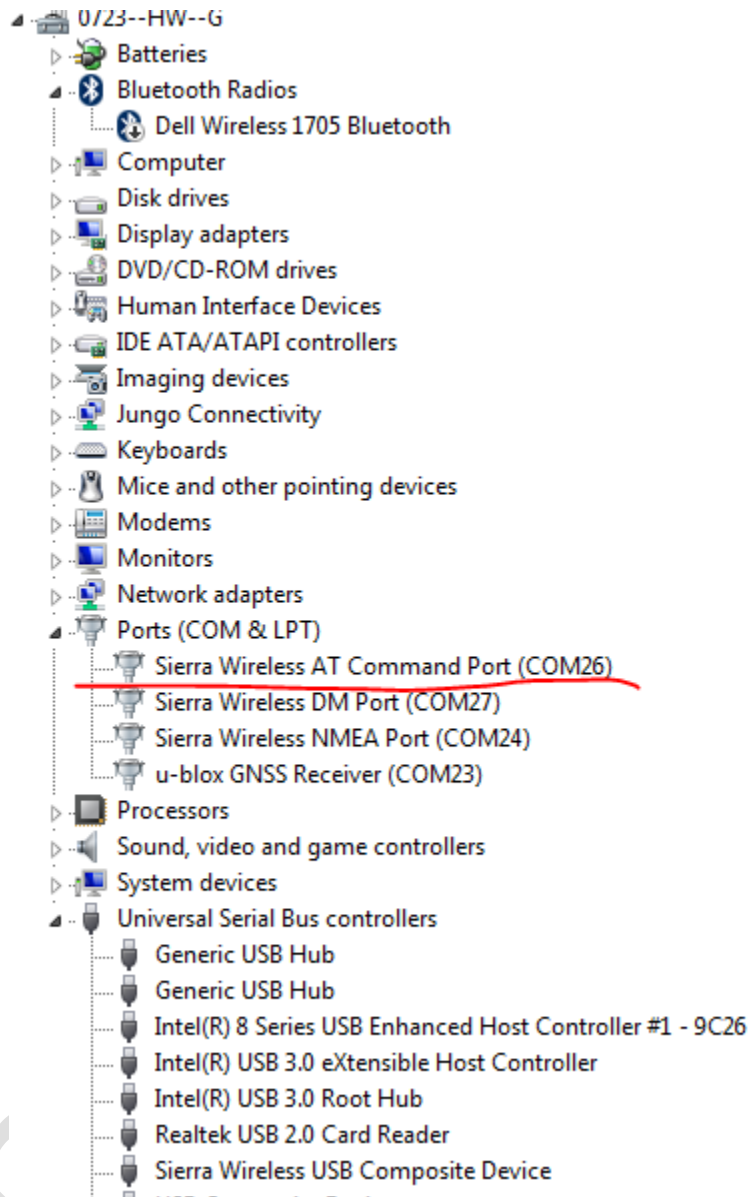 0723--HW--G
Batteries
Bluetooth Radios
Dell Wireless 1705 Bluetooth
Computer
Disk drives
Display adapters
DVD/CD-ROM drives
Human Interface Devices
IDE ATA/ATAPI controllers
Imaging devices
Jungo Connectivity
Keyboards
Mice and other pointing devices
Modems
Monitors
Network adapters
Ports (COM & LPT)
Sierra Wireless AT Command Port (COM26)
Sierra Wireless DM Port (COM27)
Sierra Wireless NMEA Port (COM24)
u-blox GNSS Receiver (COM23)
Processors
Sound, video and game controllers
System devices
Universal Serial Bus controllers
Generic USB Hub
Generic USB Hub
Intel(R) 8 Series USB Enhanced Host Controller #1 - 9C26
Intel(R) USB 3.0 eXtensible Host Controller
Intel(R) USB 3.0 Root Hub
Realtek USB 2.0 Card Reader
Sierra Wireless USB Composite Device